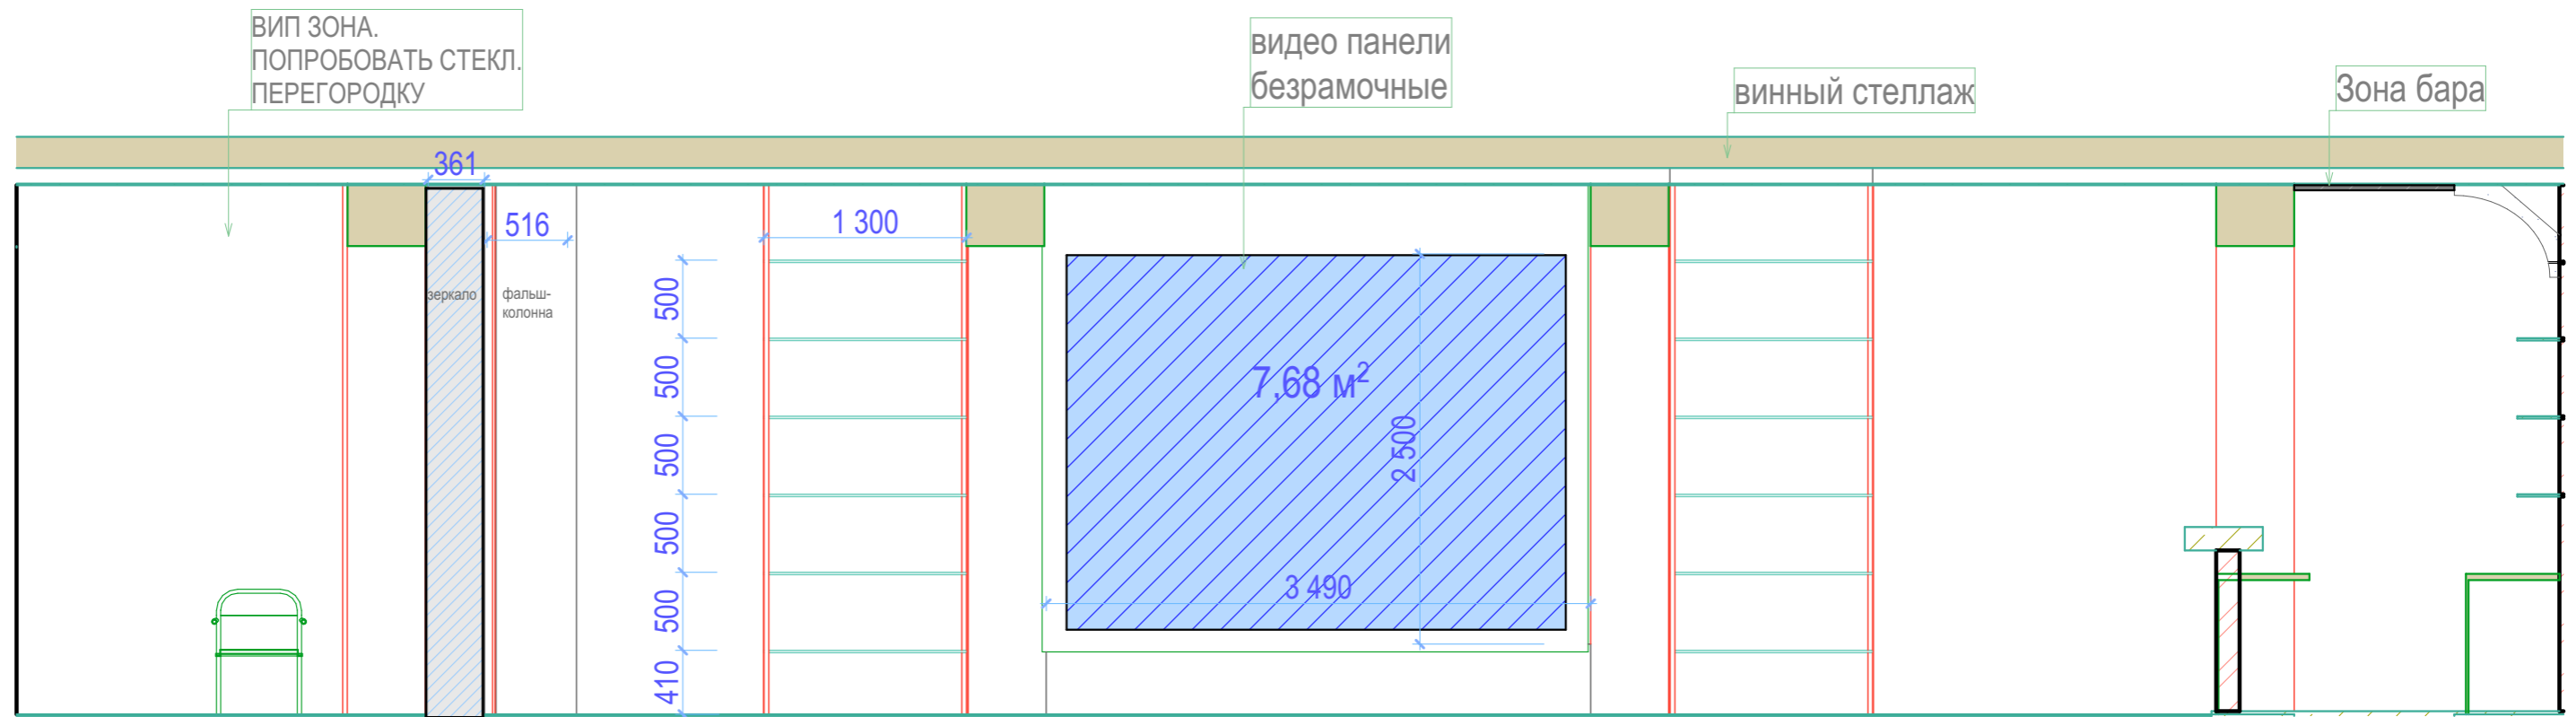 ВИП ЗОНА.
ПОПРОБОВАТЬ СТЕКЛ.
ПЕРЕГОРОДКУ
видео панели
безрамочные
винный стеллаж
Зона бара
361
516
1 300
зеркало
фальш-
колонна
500
500
500
500
500
410
7,68 м²
2 500
3 490